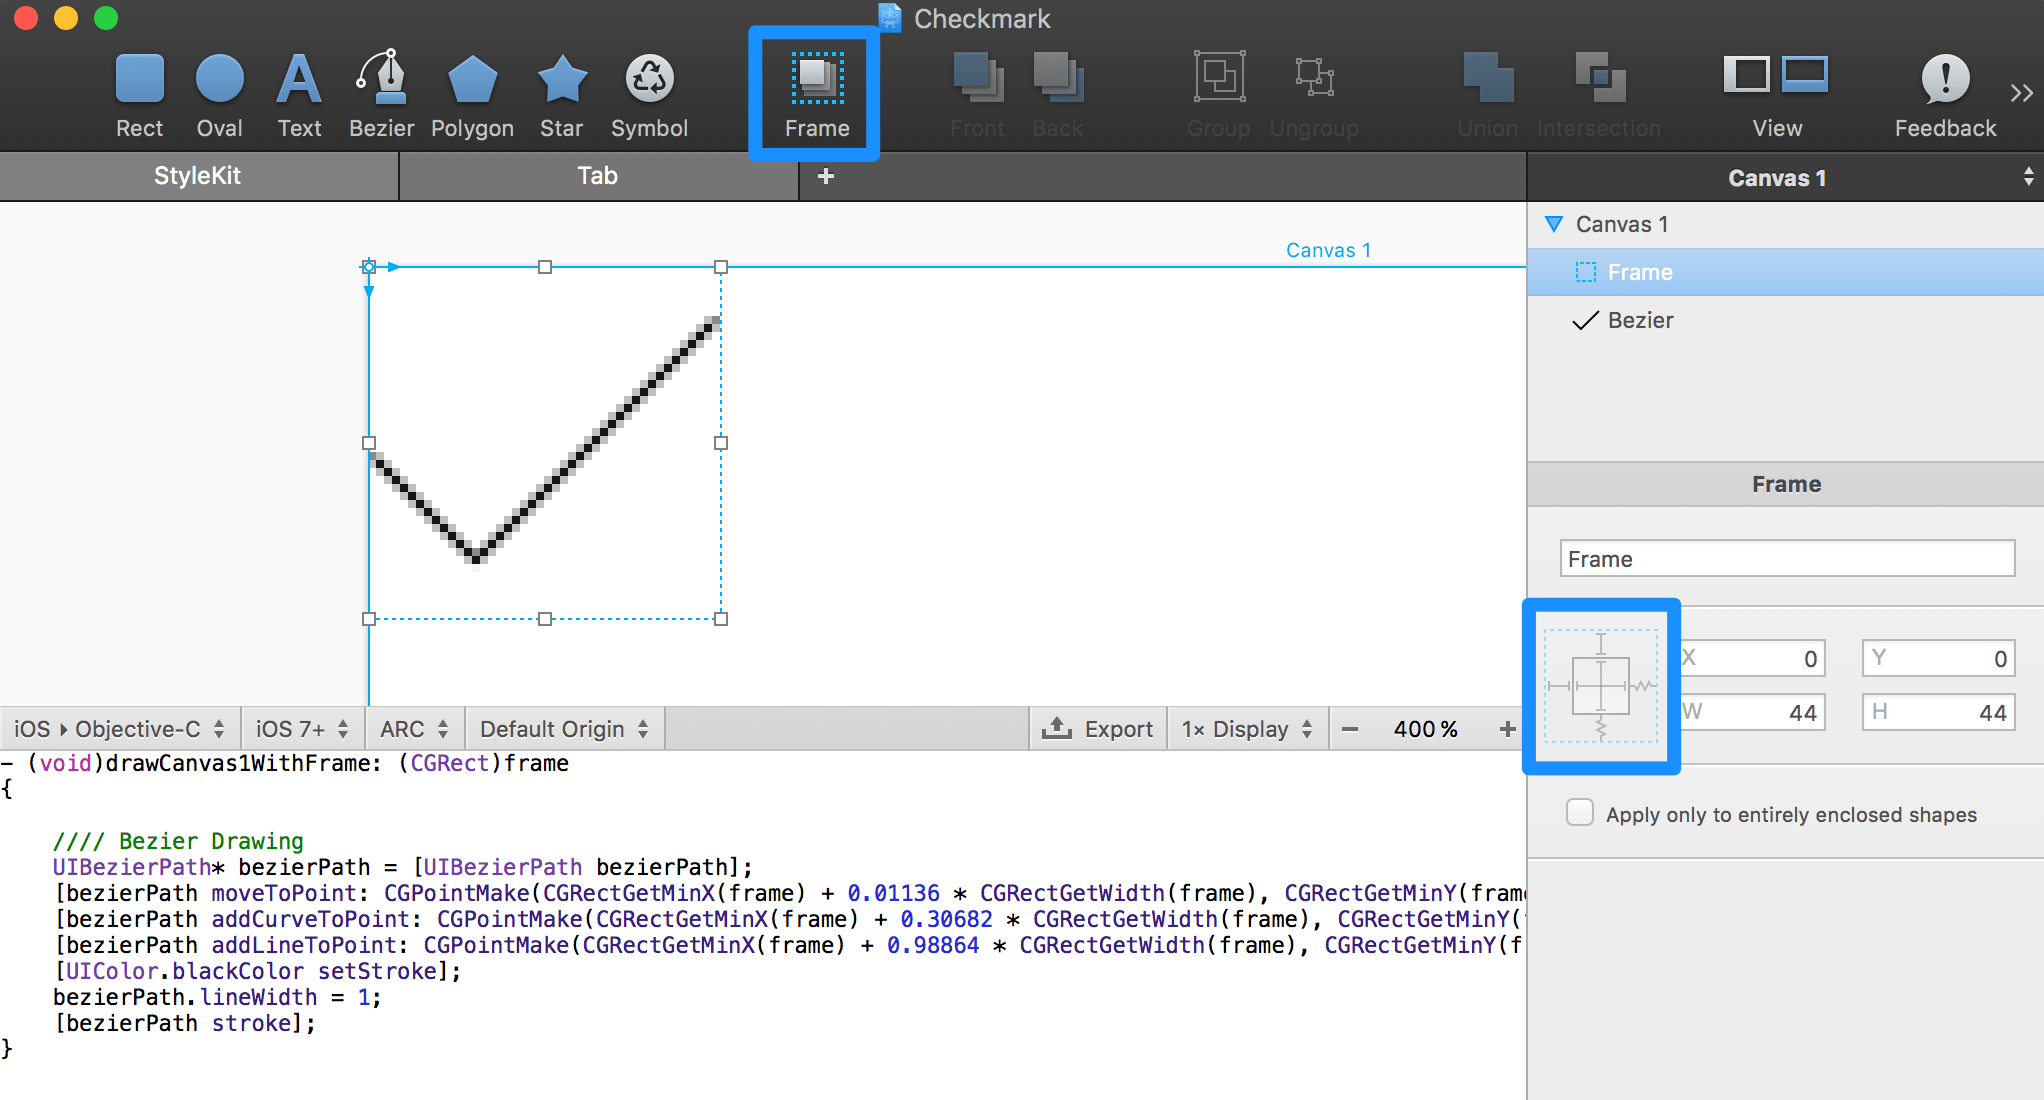 Checkmark
Rect Oval Text Bezier Polygon Star Symbol Frame Front Back Group Ungroup Union Intersection View Feedback
StyleKit Tab + Canvas 1
Canvas 1
Canvas 1
Frame
Bezier
Frame
Frame
X 0 Y 0
W 44 H 44
Apply only to entirely enclosed shapes
iOS ▸ Objective-C iOS 7+ ARC Default Origin Export 1× Display − 400 % +
- (void)drawCanvas1WithFrame: (CGRect)frame
{
//// Bezier Drawing
UIBezierPath* bezierPath = [UIBezierPath bezierPath];
[bezierPath moveToPoint: CGPointMake(CGRectGetMinX(frame) + 0.01136 * CGRectGetWidth(frame), CGRectGetMinY(frame
[bezierPath addCurveToPoint: CGPointMake(CGRectGetMinX(frame) + 0.30682 * CGRectGetWidth(frame), CGRectGetMinY(
[bezierPath addLineToPoint: CGPointMake(CGRectGetMinX(frame) + 0.98864 * CGRectGetWidth(frame), CGRectGetMinY(f
[UIColor.blackColor setStroke];
bezierPath.lineWidth = 1;
[bezierPath stroke];
}